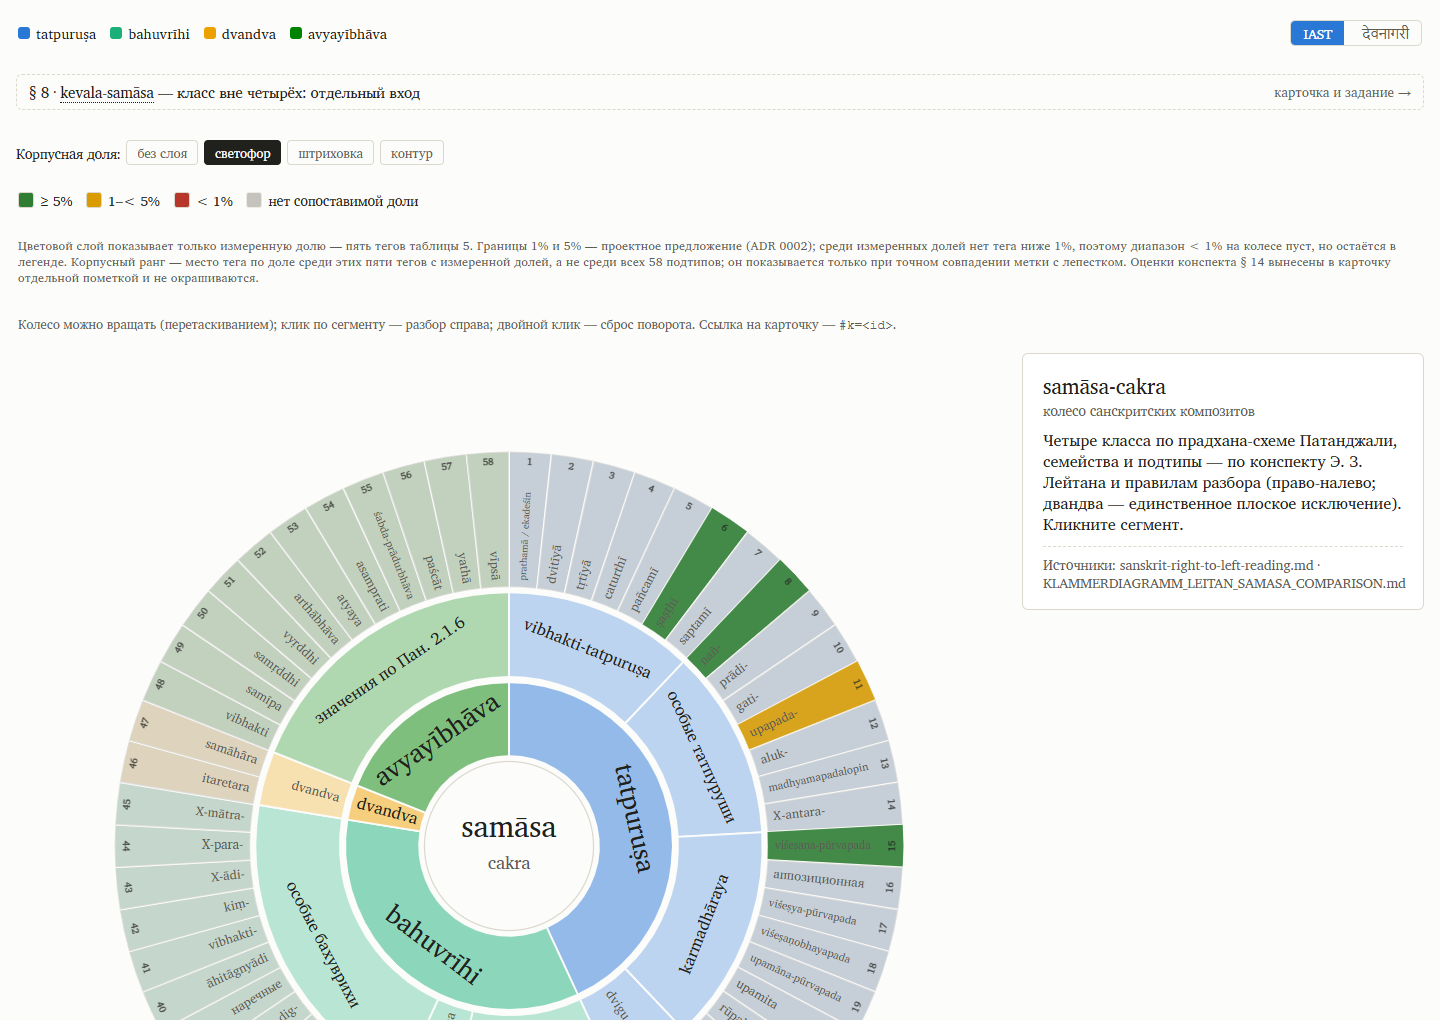 tatpuruṣa bahuvrīhi dvandva avyayībhāva
IAST देवनागरी
§ 8 · kevala-samāsa — класс вне четырёх: отдельный вход
карточка и задание →
Корпусная доля: без слоя светофор штриховка контур
≥ 5% 1–< 5% < 1% нет сопоставимой доли
Цветовой слой показывает только измеренную долю — пять тегов таблицы 5. Границы 1% и 5% — проектное предложение (ADR 0002); среди измеренных долей нет тега ниже 1%, поэтому диапазон < 1% на колесе пуст, но остаётся в
легенде. Корпусный ранг — место тега по доле среди этих пяти тегов с измеренной долей, а не среди всех 58 подтипов; он показывается только при точном совпадении метки с лепестком. Оценки конспекта § 14 вынесены в карточку
отдельной пометкой и не окрашиваются.
Колесо можно вращать (перетаскиванием); клик по сегменту — разбор справа; двойной клик — сброс поворота. Ссылка на карточку — #k=<id>.
samāsa-cakra
колесо санскритских композитов
Четыре класса по прадхана-схеме Патанджали,
семейства и подтипы — по конспекту Э. З.
Лейтана и правилам разбора (право-налево;
двандва — единственное плоское исключение).
Кликните сегмент.
Источники: sanskrit-right-to-left-reading.md ·
KLAMMERDIAGRAMM_LEITAN_SAMASA_COMPARISON.md
samāsa
cakra
tatpuruṣa
bahuvrīhi
dvandva
avyayībhāva
vibhakti-tatpuruṣa
особые татпуруши
karmadhāraya
dvigu
особые бахуврихи
dvandva
значения по Пан. 2.1.6
1 prathamā / ekadeśin
2 dvitīyā
3 tṛtīyā
4 caturthī
5 pañcamī
6 ṣaṣṭhī
7 saptamī
8 nañ-
9 prādi-
10 gati-
11 upapada-
12 aluk-
13 madhyamapadalopin
14 X-antara-
15 viśeṣaṇa-pūrvapada
16 аппозиционная
17 viśeṣya-pūrvapada
18 viśeṣaṇobhayapada
19 upamāna-pūrvapada
upamita
40 наречные
41 āhitāgnyādi
42 vibhakti-
43 kiṃ-
X-ādi-
44 X-para-
45 X-mātra-
46 itaretara
47 samāhāra
48 vibhakti
49 samīpa
50 samṛddhi
51 vyṛddhi
52 arthābhāva
53 atyaya
54 asamprati
55 śabda-prādurbhāva
56 paścāt
57 yathā
58 vīpsā
dig-